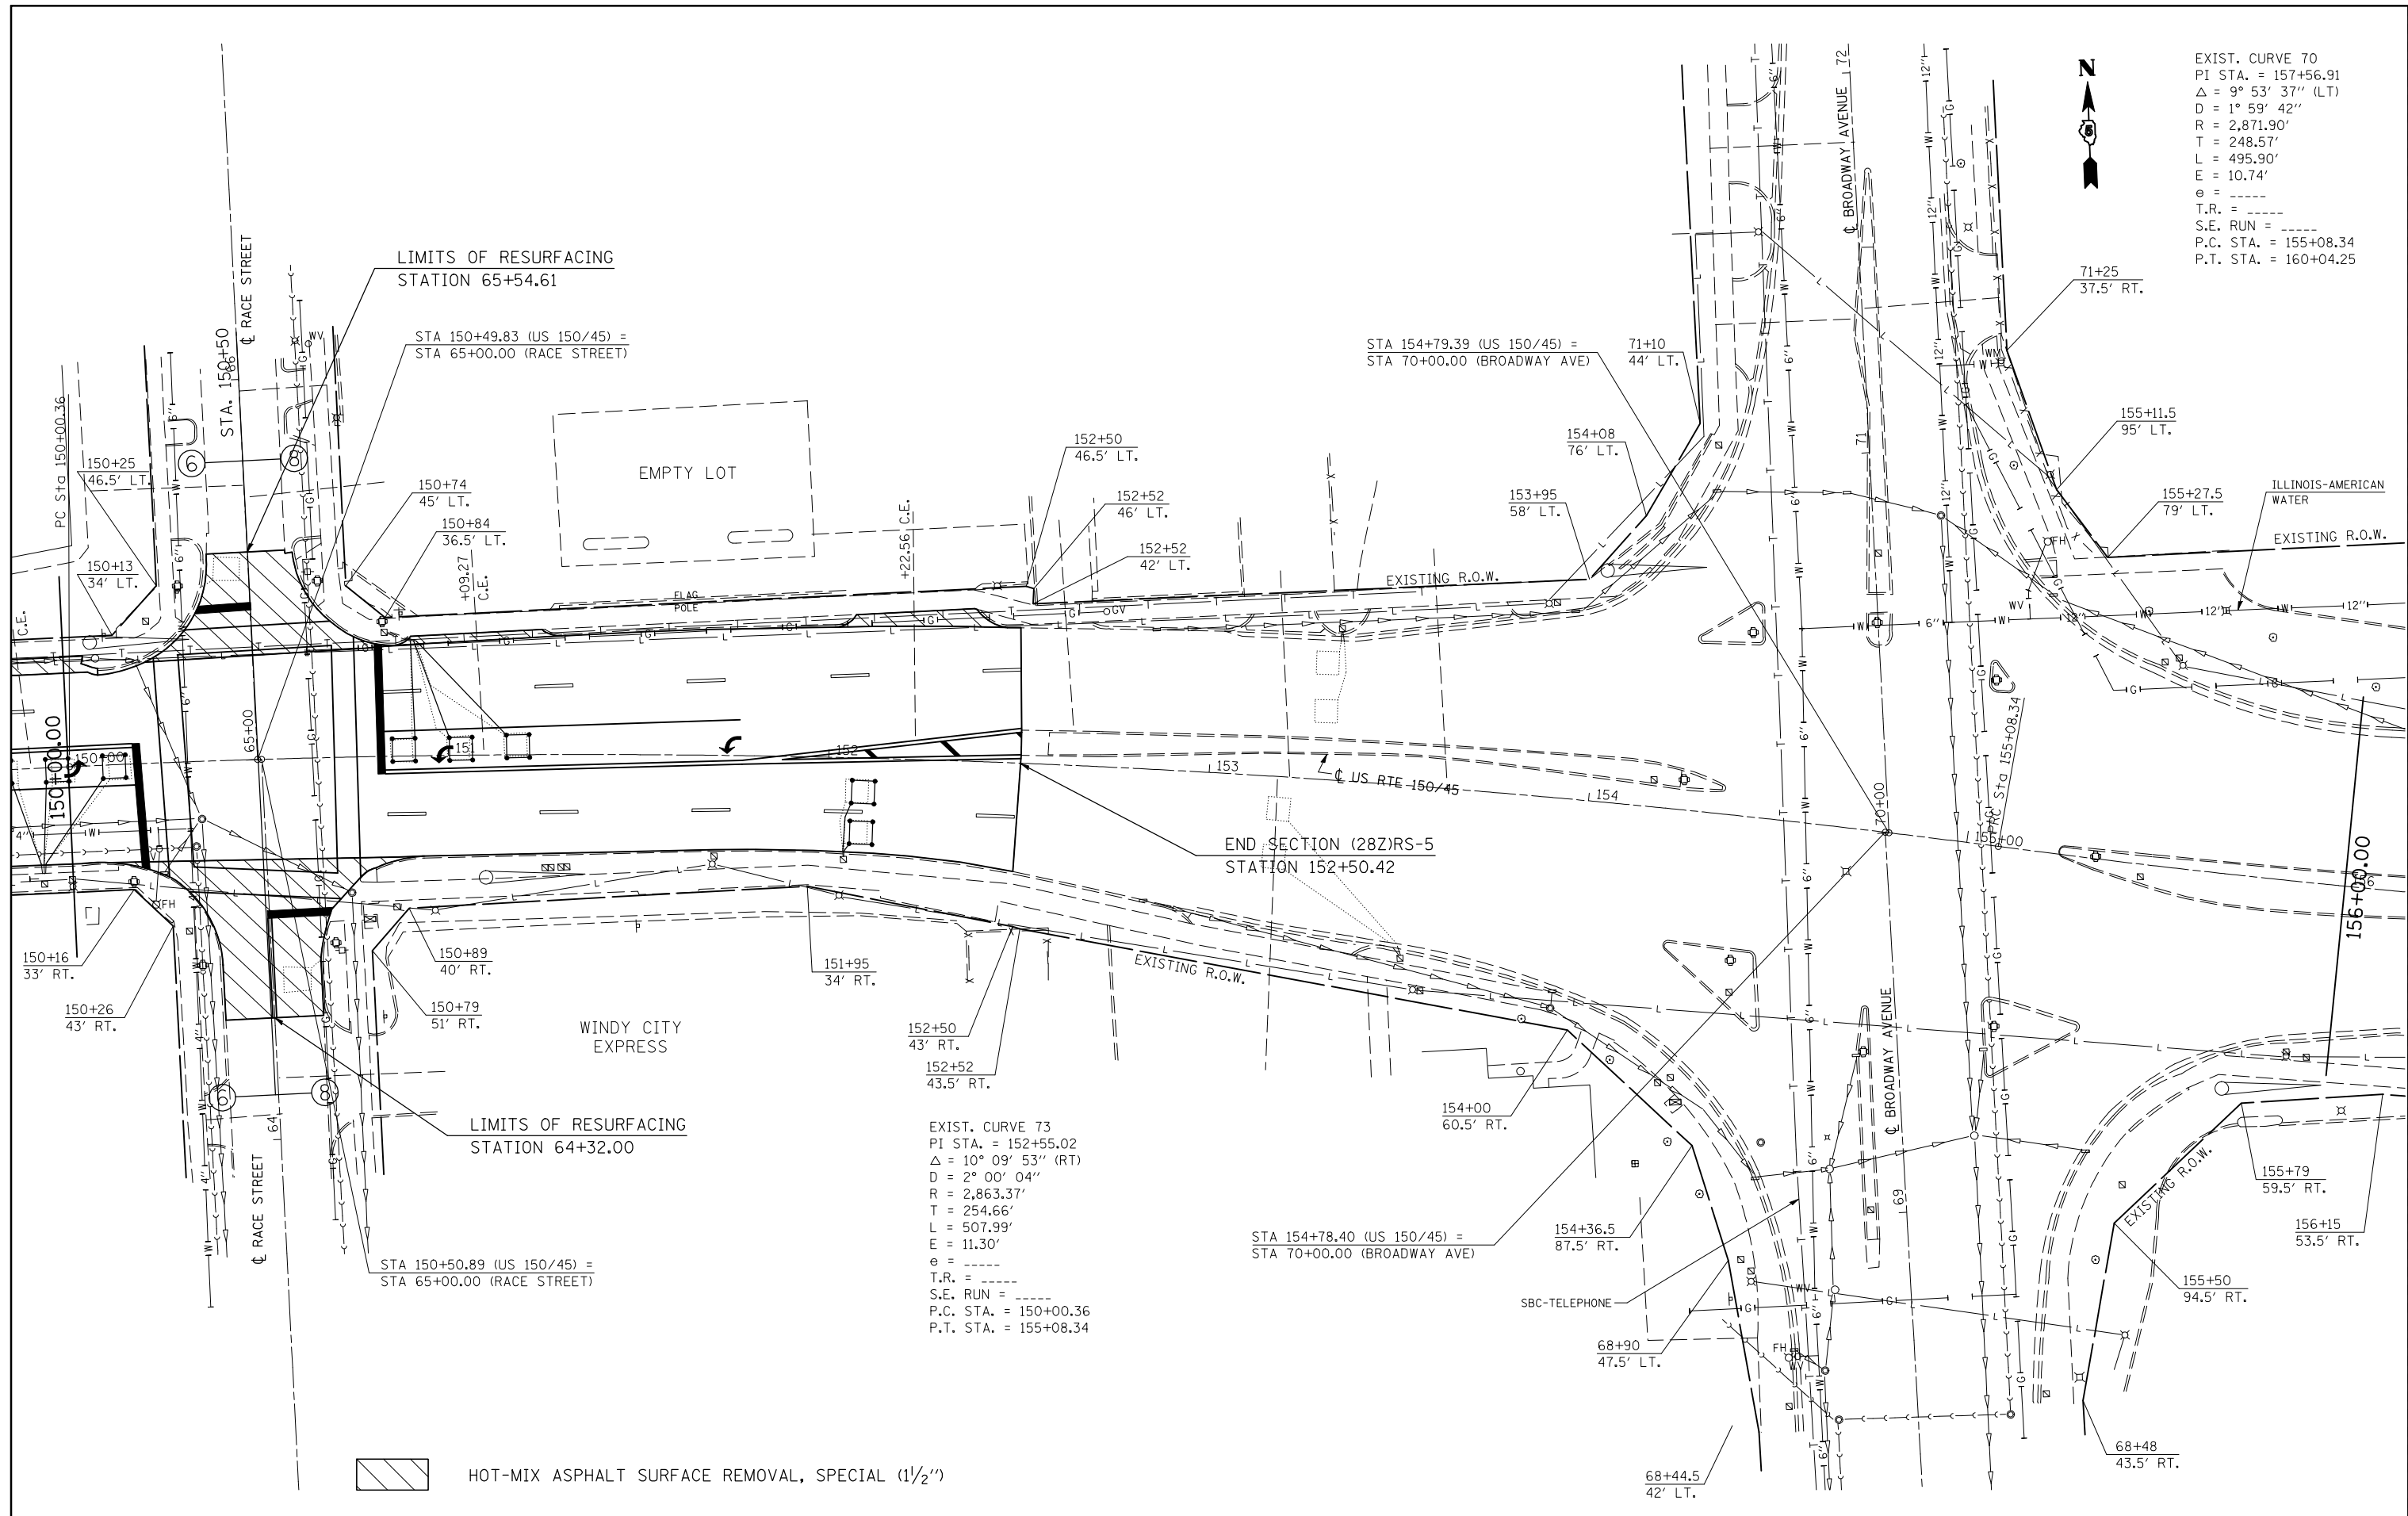 EXIST. CURVE 70
PI STA. = 157+56.91
Δ = 9° 53' 37'' (LT)
D = 1° 59' 42''
R = 2,871.90'
T = 248.57'
L = 495.90'
E = 10.74'
e = -----
T.R. = -----
S.E. RUN = -----
P.C. STA. = 155+08.34
P.T. STA. = 160+04.25
N
5
℄ BROADWAY AVENUE
72
71
71+25
37.5' RT.
155+11.5
95' LT.
155+27.5
79' LT.
ILLINOIS-AMERICAN
WATER
EXISTING R.O.W.
LIMITS OF RESURFACING
STATION 65+54.61
STA 150+49.83 (US 150/45) =
STA 65+00.00 (RACE STREET)
℄ RACE STREET
STA. 150+50
66
PC Sta 150+00.36
150+25
46.5' LT.
150+13
34' LT.
6
8
150+74
45' LT.
150+84
36.5' LT.
EMPTY LOT
+09.27
C.E.
+22.56 C.E.
C.E.
FLAG
POLE
152+50
46.5' LT.
152+52
46' LT.
152+52
42' LT.
EXISTING R.O.W.
STA 154+79.39 (US 150/45) =
STA 70+00.00 (BROADWAY AVE)
71+10
44' LT.
154+08
76' LT.
153+95
58' LT.
150+00.00
150+00
65+00
151
152
153
154
155+00
℄ US RTE 150/45
70+00
PRC Sta 155+08.34
156+00.00
END SECTION (28Z)RS-5
STATION 152+50.42
150+16
33' RT.
150+26
43' RT.
150+89
40' RT.
150+79
51' RT.
151+95
34' RT.
WINDY CITY
EXPRESS
152+50
43' RT.
152+52
43.5' RT.
EXISTING R.O.W.
6
8
64
℄ RACE STREET
LIMITS OF RESURFACING
STATION 64+32.00
STA 150+50.89 (US 150/45) =
STA 65+00.00 (RACE STREET)
EXIST. CURVE 73
PI STA. = 152+55.02
Δ = 10° 09' 53'' (RT)
D = 2° 00' 04''
R = 2,863.37'
T = 254.66'
L = 507.99'
E = 11.30'
e = -----
T.R. = -----
S.E. RUN = -----
P.C. STA. = 150+00.36
P.T. STA. = 155+08.34
154+00
60.5' RT.
STA 154+78.40 (US 150/45) =
STA 70+00.00 (BROADWAY AVE)
154+36.5
87.5' RT.
SBC-TELEPHONE
68+90
47.5' LT.
68+44.5
42' LT.
℄ BROADWAY AVENUE
69
EXISTING R.O.W.
155+79
59.5' RT.
156+15
53.5' RT.
155+50
94.5' RT.
68+48
43.5' RT.
HOT-MIX ASPHALT SURFACE REMOVAL, SPECIAL (1 1/2'')